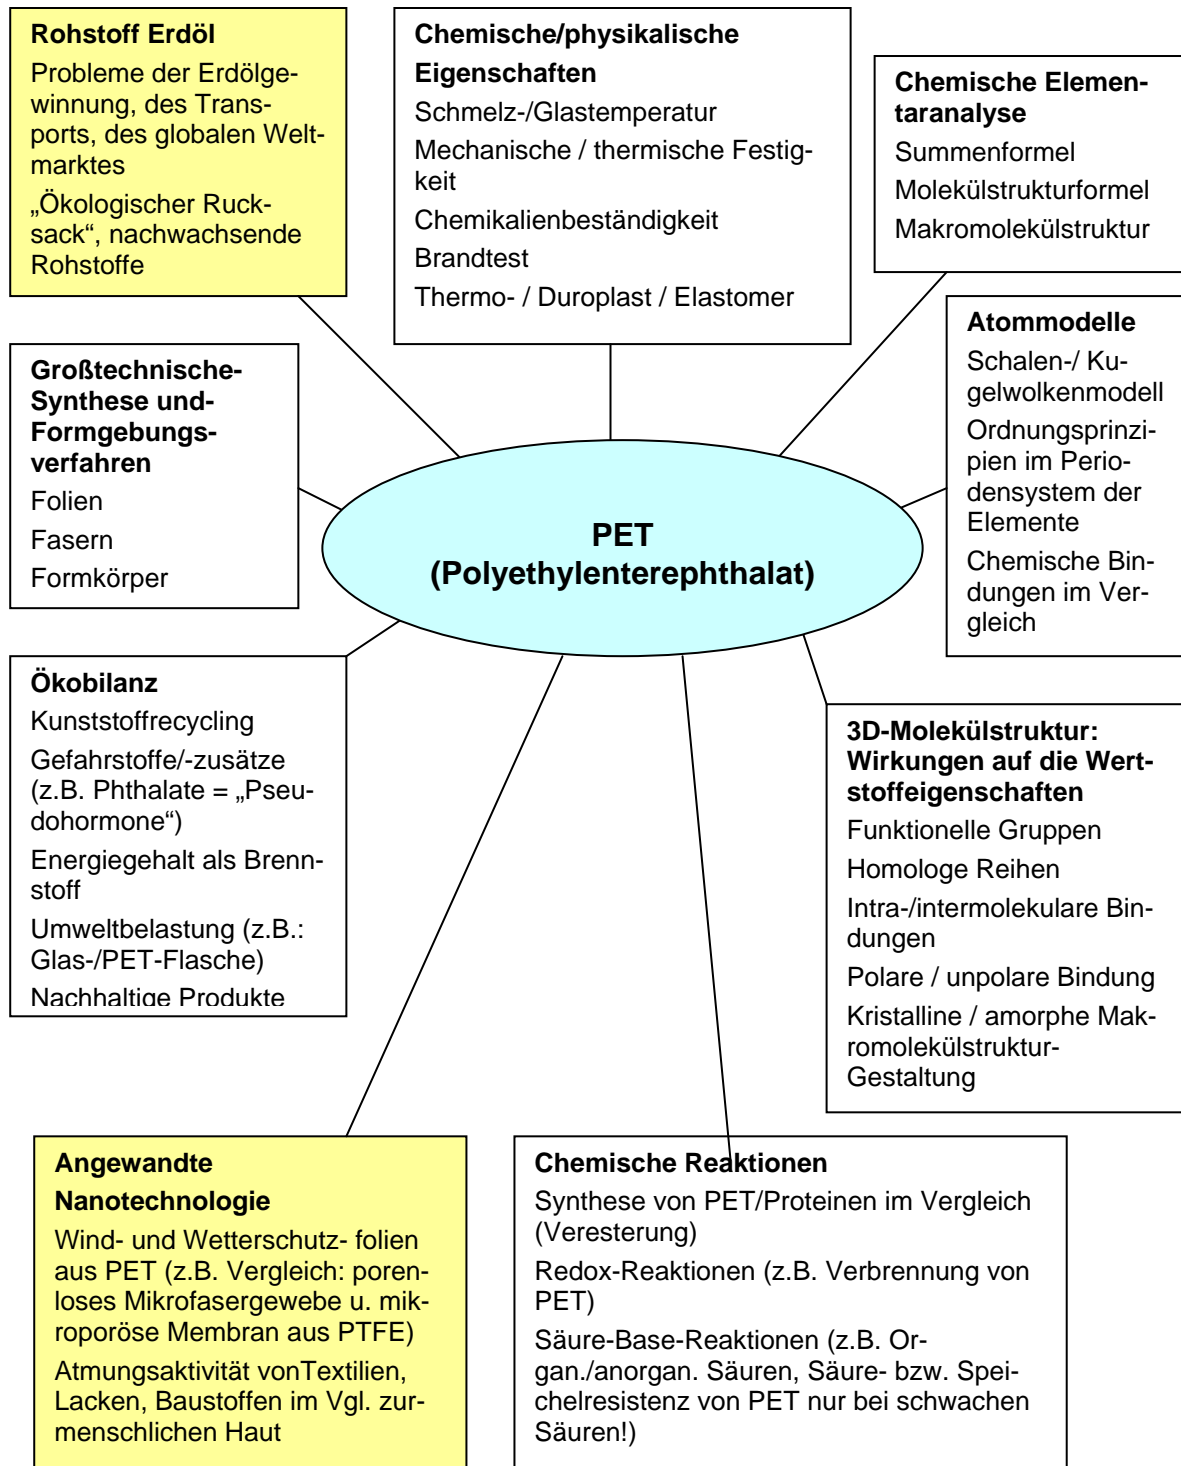 Rohstoff Erdöl
Probleme der Erdölge-
winnung, des Trans-
ports, des globalen Welt-
marktes
„Ökologischer Ruck-
sack“, nachwachsende
Rohstoffe
Chemische/physikalische
Eigenschaften
Schmelz-/Glastemperatur
Mechanische / thermische Festig-
keit
Chemikalienbeständigkeit
Brandtest
Thermo- / Duroplast / Elastomer
Chemische Elemen-
taranalyse
Summenformel
Molekülstrukturformel
Makromolekülstruktur
Atommodelle
Schalen-/ Ku-
gelwolkenmodell
Ordnungsprinzi-
pien im Perio-
densystem der
Elemente
Chemische Bin-
dungen im Ver-
gleich
Großtechnische-
Synthese und-
Formgebungs-
verfahren
Folien
Fasern
Formkörper
PET
(Polyethylenterephthalat)
Ökobilanz
Kunststoffrecycling
Gefahrstoffe/-zusätze
(z.B. Phthalate = „Pseu-
dohormone“)
Energiegehalt als Brenn-
stoff
Umweltbelastung (z.B.:
Glas-/PET-Flasche)
Nachhaltige Produkte
3D-Molekülstruktur:
Wirkungen auf die Wert-
stoffeigenschaften
Funktionelle Gruppen
Homologe Reihen
Intra-/intermolekulare Bin-
dungen
Polare / unpolare Bindung
Kristalline / amorphe Mak-
romolekülstruktur-
Gestaltung
Angewandte
Nanotechnologie
Wind- und Wetterschutz- folien
aus PET (z.B. Vergleich: poren-
loses Mikrofasergewebe u. mik-
roporöse Membran aus PTFE)
Atmungsaktivität vonTextilien,
Lacken, Baustoffen im Vgl. zur-
menschlichen Haut
Chemische Reaktionen
Synthese von PET/Proteinen im Vergleich
(Veresterung)
Redox-Reaktionen (z.B. Verbrennung von
PET)
Säure-Base-Reaktionen (z.B. Or-
gan./anorgan. Säuren, Säure- bzw. Spei-
chelresistenz von PET nur bei schwachen
Säuren!)